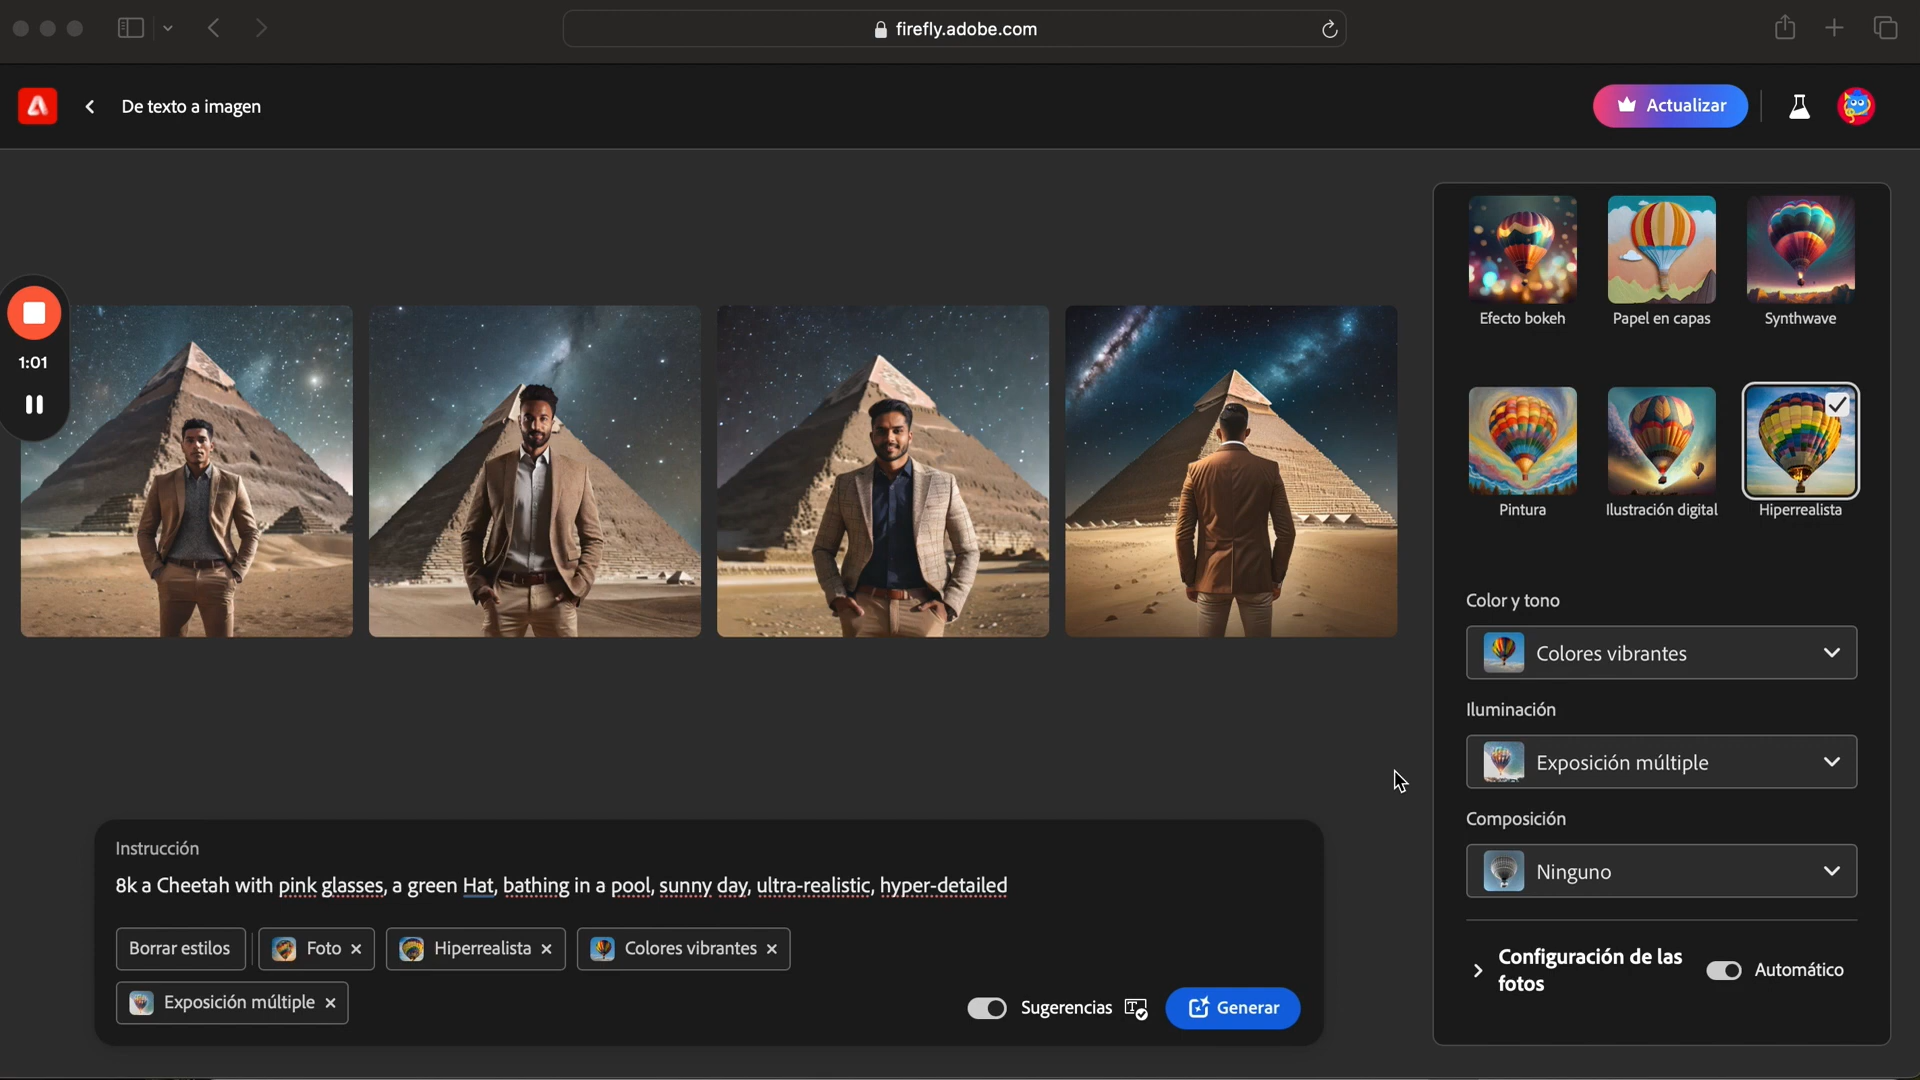 firefly.adobe.com
De texto a imagen
Actualizar
1:01
Efecto bokeh
Papel en capas
Synthwave
Pintura
Ilustración digital
Hiperrealista
Color y tono
Colores vibrantes
Iluminación
Exposición múltiple
Composición
Ninguno
Configuración de las
fotos
Automático
Instrucción
8k a Cheetah with pink glasses, a green Hat, bathing in a pool, sunny day, ultra-realistic, hyper-detailed
Borrar estilos
Foto
Hiperrealista
Colores vibrantes
Exposición múltiple
Sugerencias
Generar